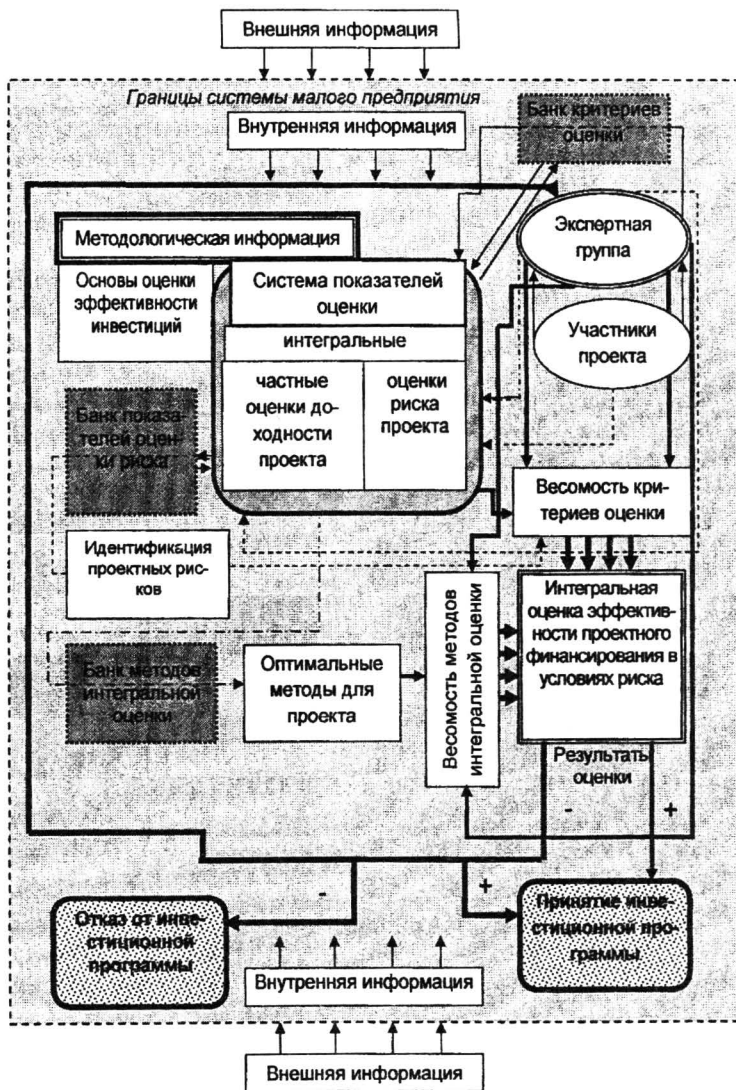 Внешняя информация
Границы системы малого предприятия
Внутренняя информация
Банк критериев
оценки
Экспертная
группа
Методологическая информация
Основы оценки
эффективности
инвестиций
Система показателей
оценки
интегральные
частные
оценки до-
ходности
проекта
оценки
риска
проекта
Участники
проекта
Банк показа-
телей оцен-
ки риска
Весомость кри-
териев оценки
Идентификация
проектных рис-
ков
Интегральная
оценка эффектив-
ности проектного
финансирования в
условиях риска
Весомость методов
интегральной оценки
Банк методов
интегральной
оценки
Оптимальные
методы для
проекта
Результаты
оценки
-
+
-
+
Отказ от инве-
стиционной
программы
Принятие инве-
стиционной про-
граммы
Внутренняя информация
Внешняя информация